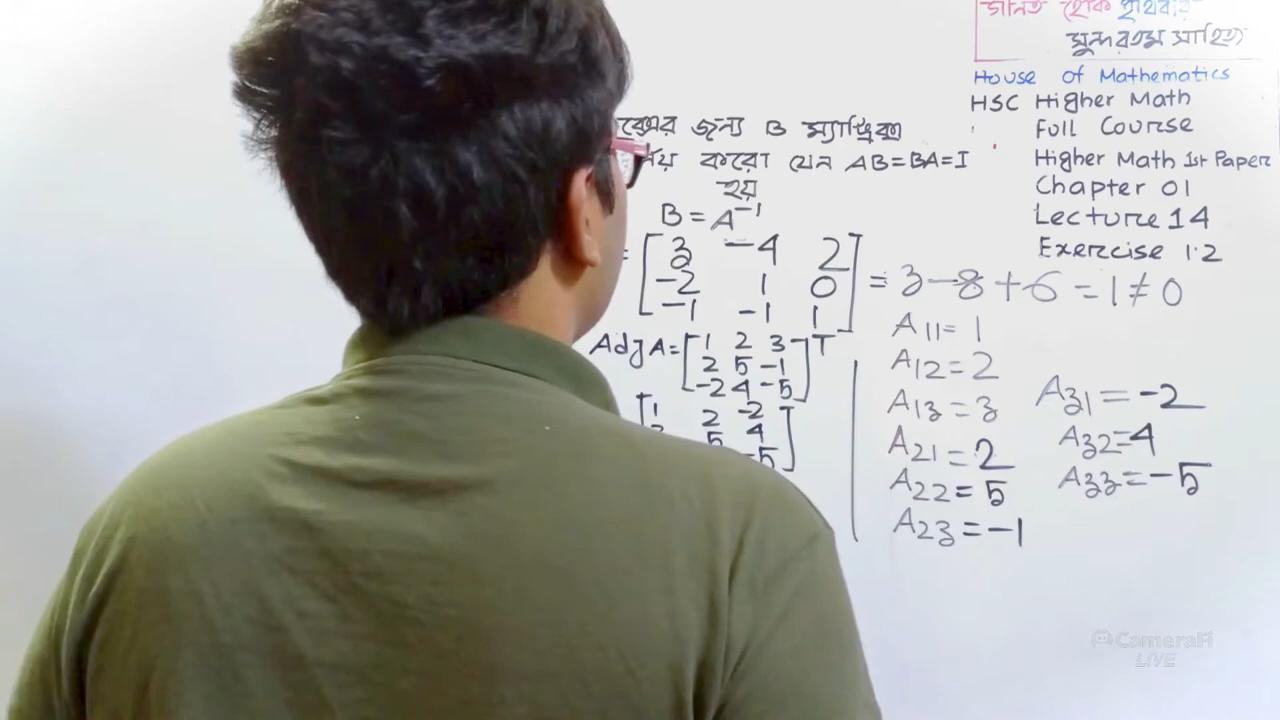 গনিত হোক পৃথিবীর
সুন্দরতম সাহিত্য
House of Mathematics
HSC Higher Math
Full Course
Higher Math 1st Paper
Chapter 01
Lecture 14
Exercise 1.2
জন্য B ম্যাট্রিক্স
করো যেন AB=BA=I
হয়
B = A⁻¹
= [3 -4 2
-2 1 0
-1 -1 1] = 3-8+6 = 1 ≠ 0
Adj A = [1 2 3
2 5 -1
-2 4 -5]ᵀ
[1 2 -2
5 4
-5]
A11 = 1
A12 = 2
A13 = 3
A21 = 2
A22 = 5
A23 = -1
A31 = -2
A32 = 4
A33 = -5
CameraFi
LIVE